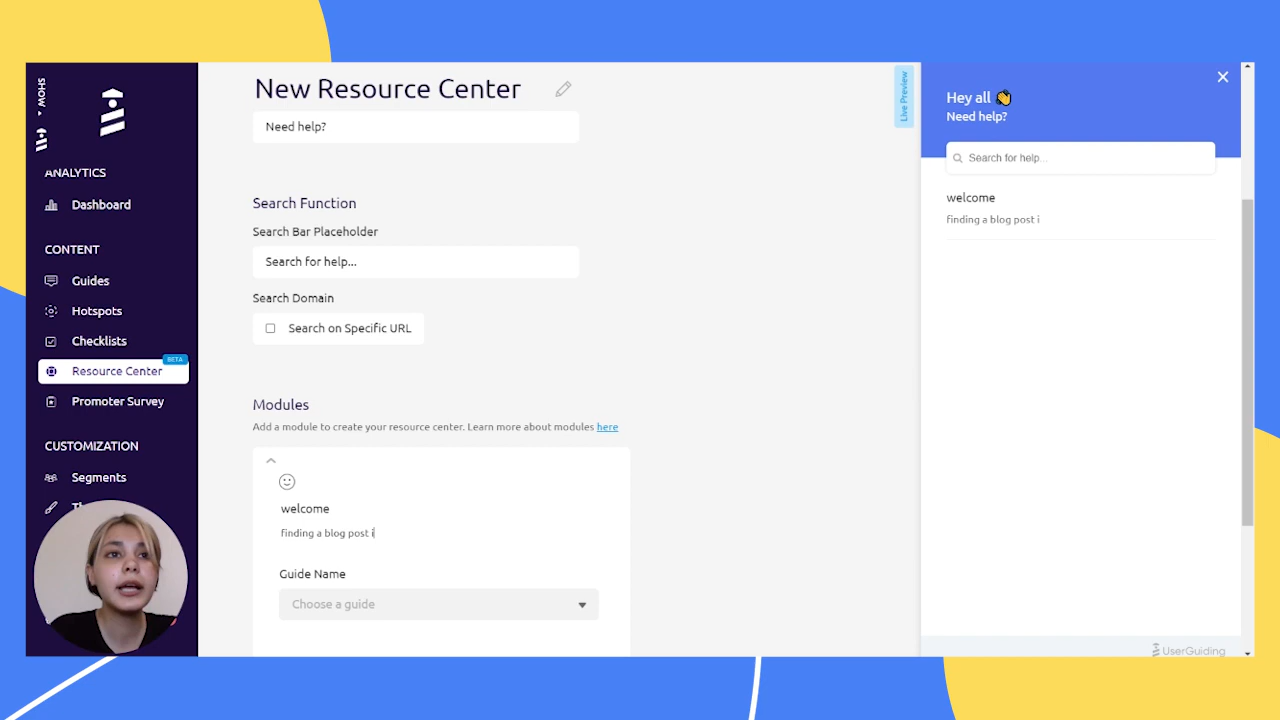 SHOW
ANALYTICS
Dashboard
CONTENT
Guides
Hotspots
Checklists
BETA
Resource Center
Promoter Survey
CUSTOMIZATION
Segments
New Resource Center
Need help?
Search Function
Search Bar Placeholder
Search for help...
Search Domain
Search on Specific URL
Modules
Add a module to create your resource center. Learn more about modules here
welcome
finding a blog post i
Guide Name
Choose a guide
Live Preview
Hey all 👋
Need help?
Search for help...
welcome
finding a blog post i
UserGuiding